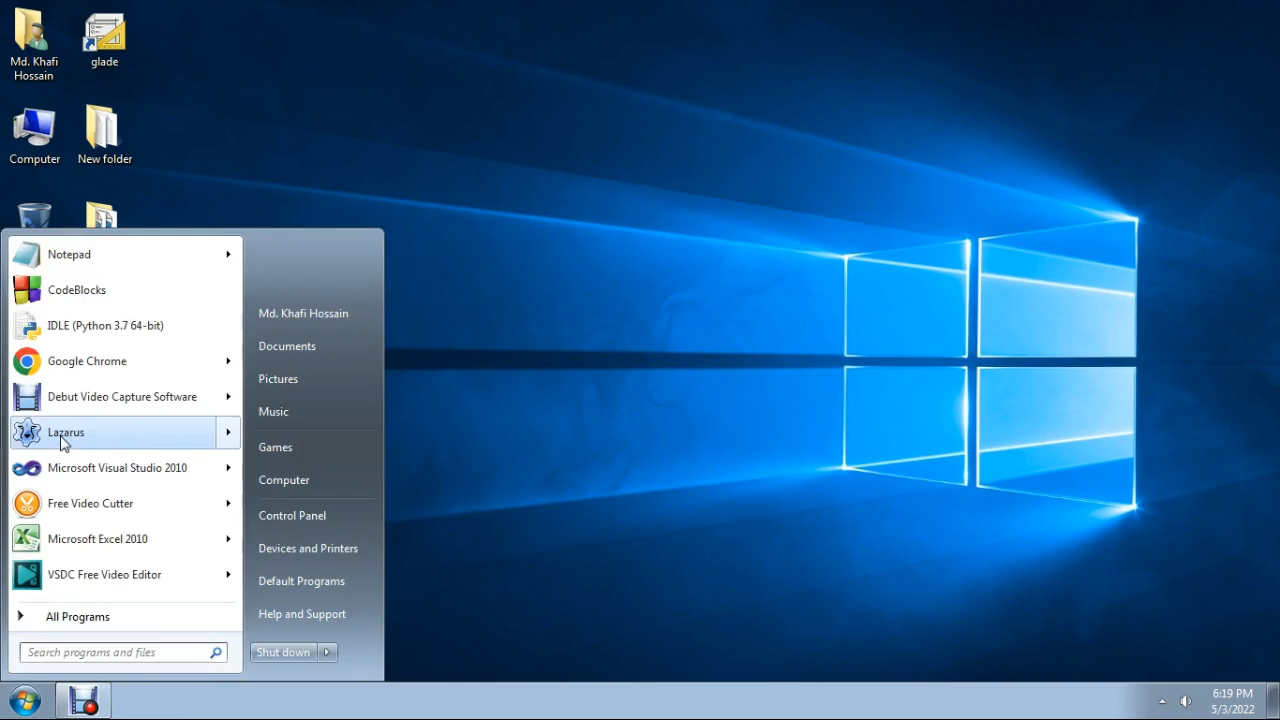 Md. Khafi
Hossain
glade
Computer
New folder
Notepad
CodeBlocks
IDLE (Python 3.7 64-bit)
Google Chrome
Debut Video Capture Software
Lazarus
Microsoft Visual Studio 2010
Free Video Cutter
Microsoft Excel 2010
VSDC Free Video Editor
All Programs
Search programs and files
Md. Khafi Hossain
Documents
Pictures
Music
Games
Computer
Control Panel
Devices and Printers
Default Programs
Help and Support
Shut down
6:19 PM
5/3/2022